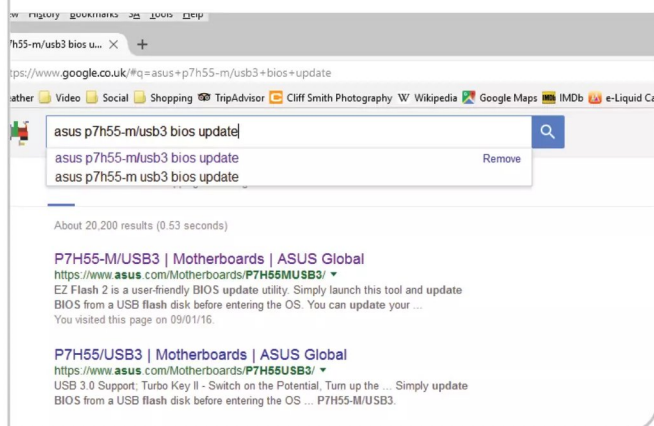 ew History Bookmarks SA Tools Help
7h55-m/usb3 bios u... × +
tps://www.google.co.uk/#q=asus+p7h55-m/usb3+bios+update
eather Video Social Shopping TripAdvisor Cliff Smith Photography W Wikipedia Google Maps IMDb IMDb e-Liquid Ca
asus p7h55-m/usb3 bios update
asus p7h55-m/usb3 bios update Remove
asus p7h55-m usb3 bios update
About 20,200 results (0.53 seconds)
P7H55-M/USB3 | Motherboards | ASUS Global
https://www.asus.com/Motherboards/P7H55MUSB3/
EZ Flash 2 is a user-friendly BIOS update utility. Simply launch this tool and update
BIOS from a USB flash disk before entering the OS. You can update your ...
You visited this page on 09/01/16.
P7H55/USB3 | Motherboards | ASUS Global
https://www.asus.com/Motherboards/P7H55USB3/
USB 3.0 Support; Turbo Key II - Switch on the Potential, Turn up the ... Simply update
BIOS from a USB flash disk before entering the OS ... P7H55-M/USB3.